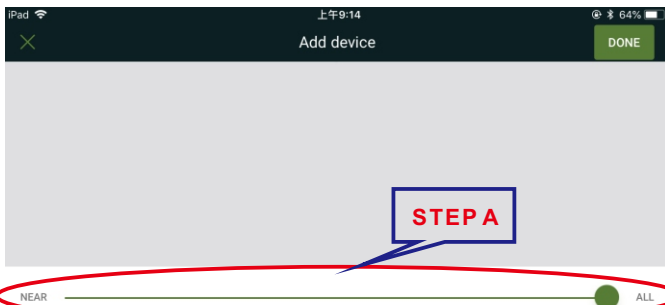 iPad 上午9:14 64%
Add device DONE
STEP A
NEAR ALL